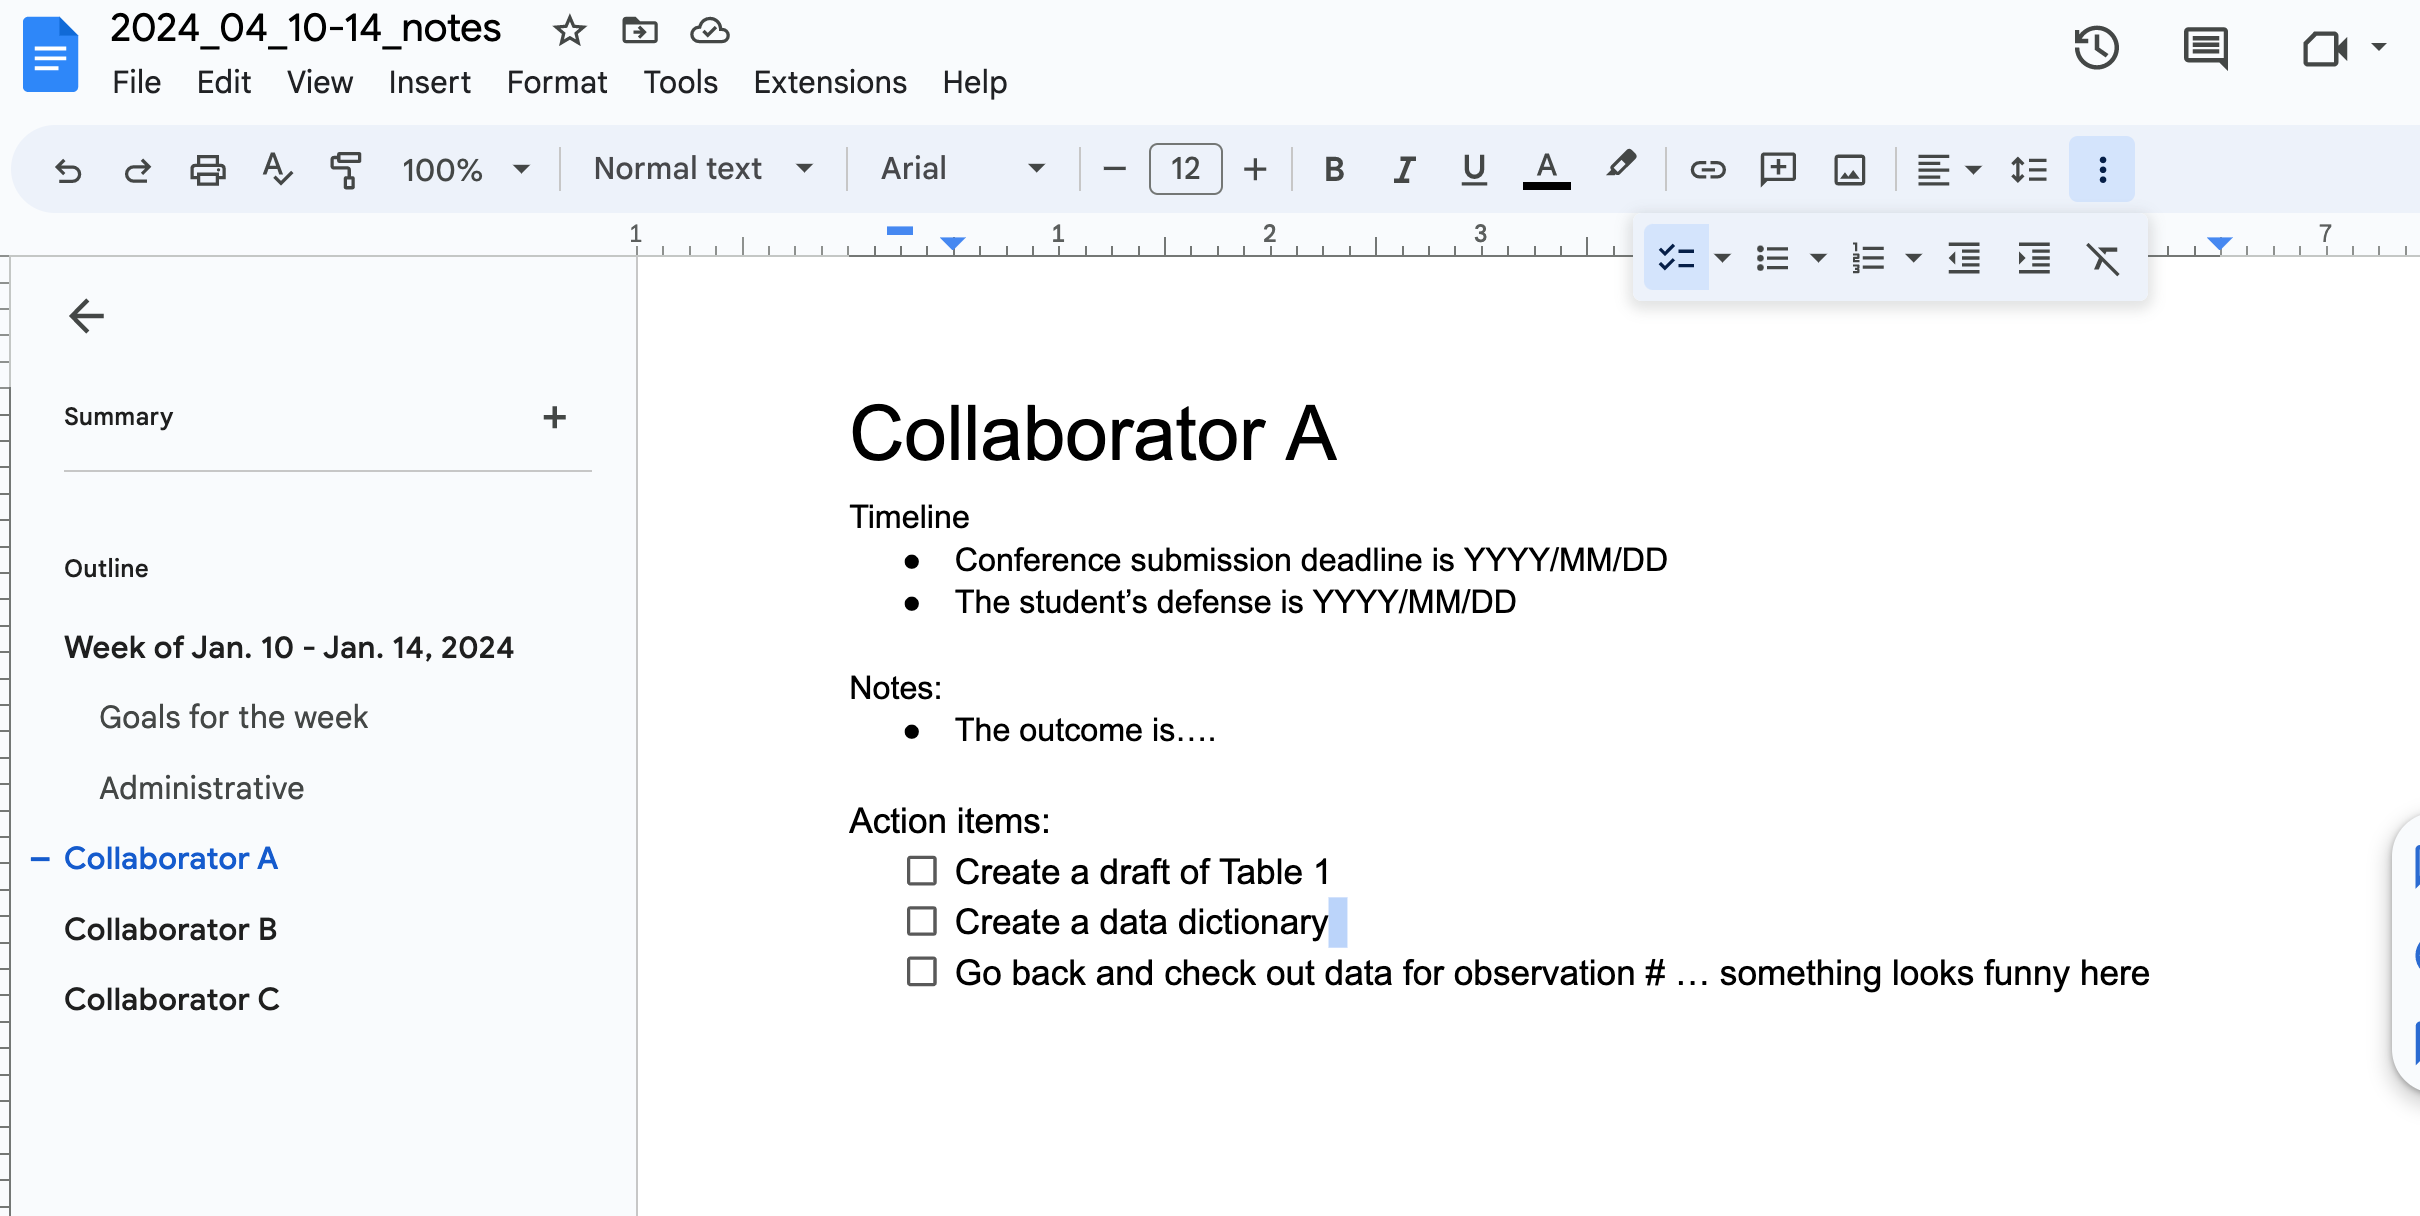 2024_04_10-14_notes
File Edit View Insert Format Tools Extensions Help
100% Normal text Arial 12 B I U A
1 1 2 3 7
Summary
Outline
Week of Jan. 10 - Jan. 14, 2024
Goals for the week
Administrative
Collaborator A
Collaborator B
Collaborator C
Collaborator A
Timeline
● Conference submission deadline is YYYY/MM/DD
● The student’s defense is YYYY/MM/DD
Notes:
● The outcome is….
Action items:
Create a draft of Table 1
Create a data dictionary
Go back and check out data for observation # … something looks funny here